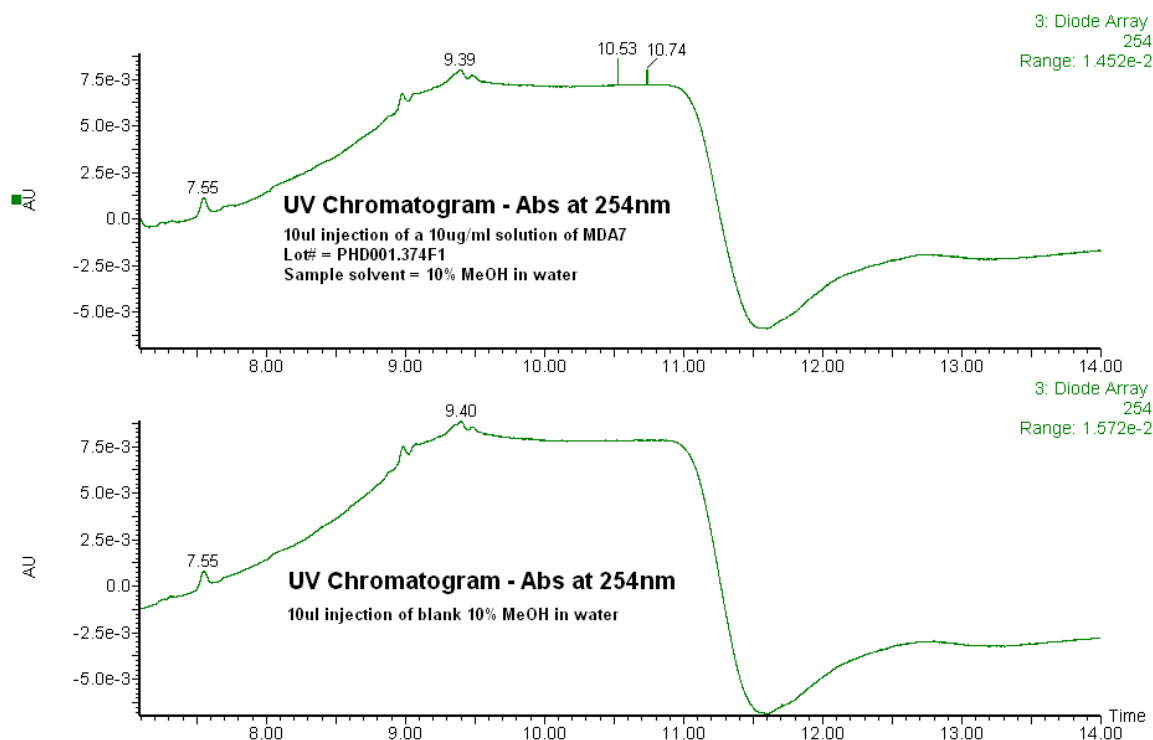 3: Diode Array
254
Range: 1.452e-2
10.53
10.74
9.39
7.5e-3
5.0e-3
2.5e-3
7.55
0.0
AU
UV Chromatogram - Abs at 254nm
10ul injection of a 10ug/ml solution of MDA7
Lot# = PHD001.374F1
Sample solvent = 10% MeOH in water
-2.5e-3
-5.0e-3
8.00 9.00 10.00 11.00 12.00 13.00 14.00
3: Diode Array
254
Range: 1.572e-2
9.40
7.5e-3
5.0e-3
2.5e-3
7.55
0.0
AU
UV Chromatogram - Abs at 254nm
10ul injection of blank 10% MeOH in water
-2.5e-3
-5.0e-3
Time
8.00 9.00 10.00 11.00 12.00 13.00 14.00